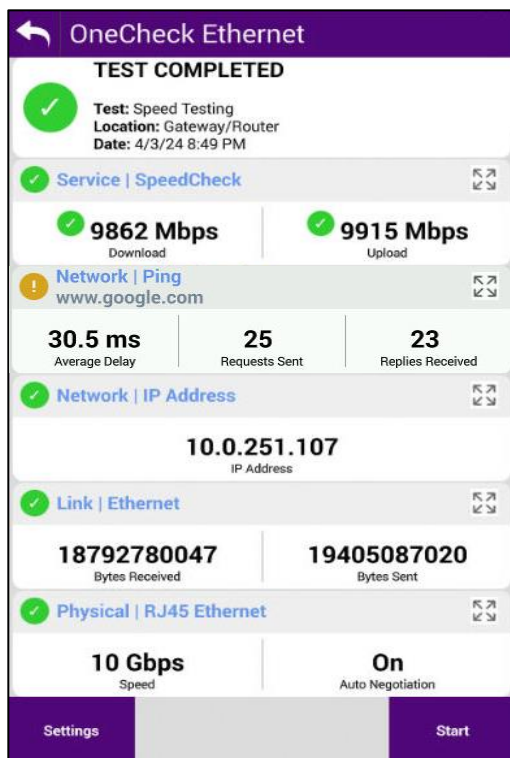 OneCheck Ethernet
TEST COMPLETED
Test: Speed Testing
Location: Gateway/Router
Date: 4/3/24 8:49 PM
Service | SpeedCheck
9862 Mbps
Download
9915 Mbps
Upload
Network | Ping
www.google.com
30.5 ms
Average Delay
25
Requests Sent
23
Replies Received
Network | IP Address
10.0.251.107
IP Address
Link | Ethernet
18792780047
Bytes Received
19405087020
Bytes Sent
Physical | RJ45 Ethernet
10 Gbps
Speed
On
Auto Negotiation
Settings
Start